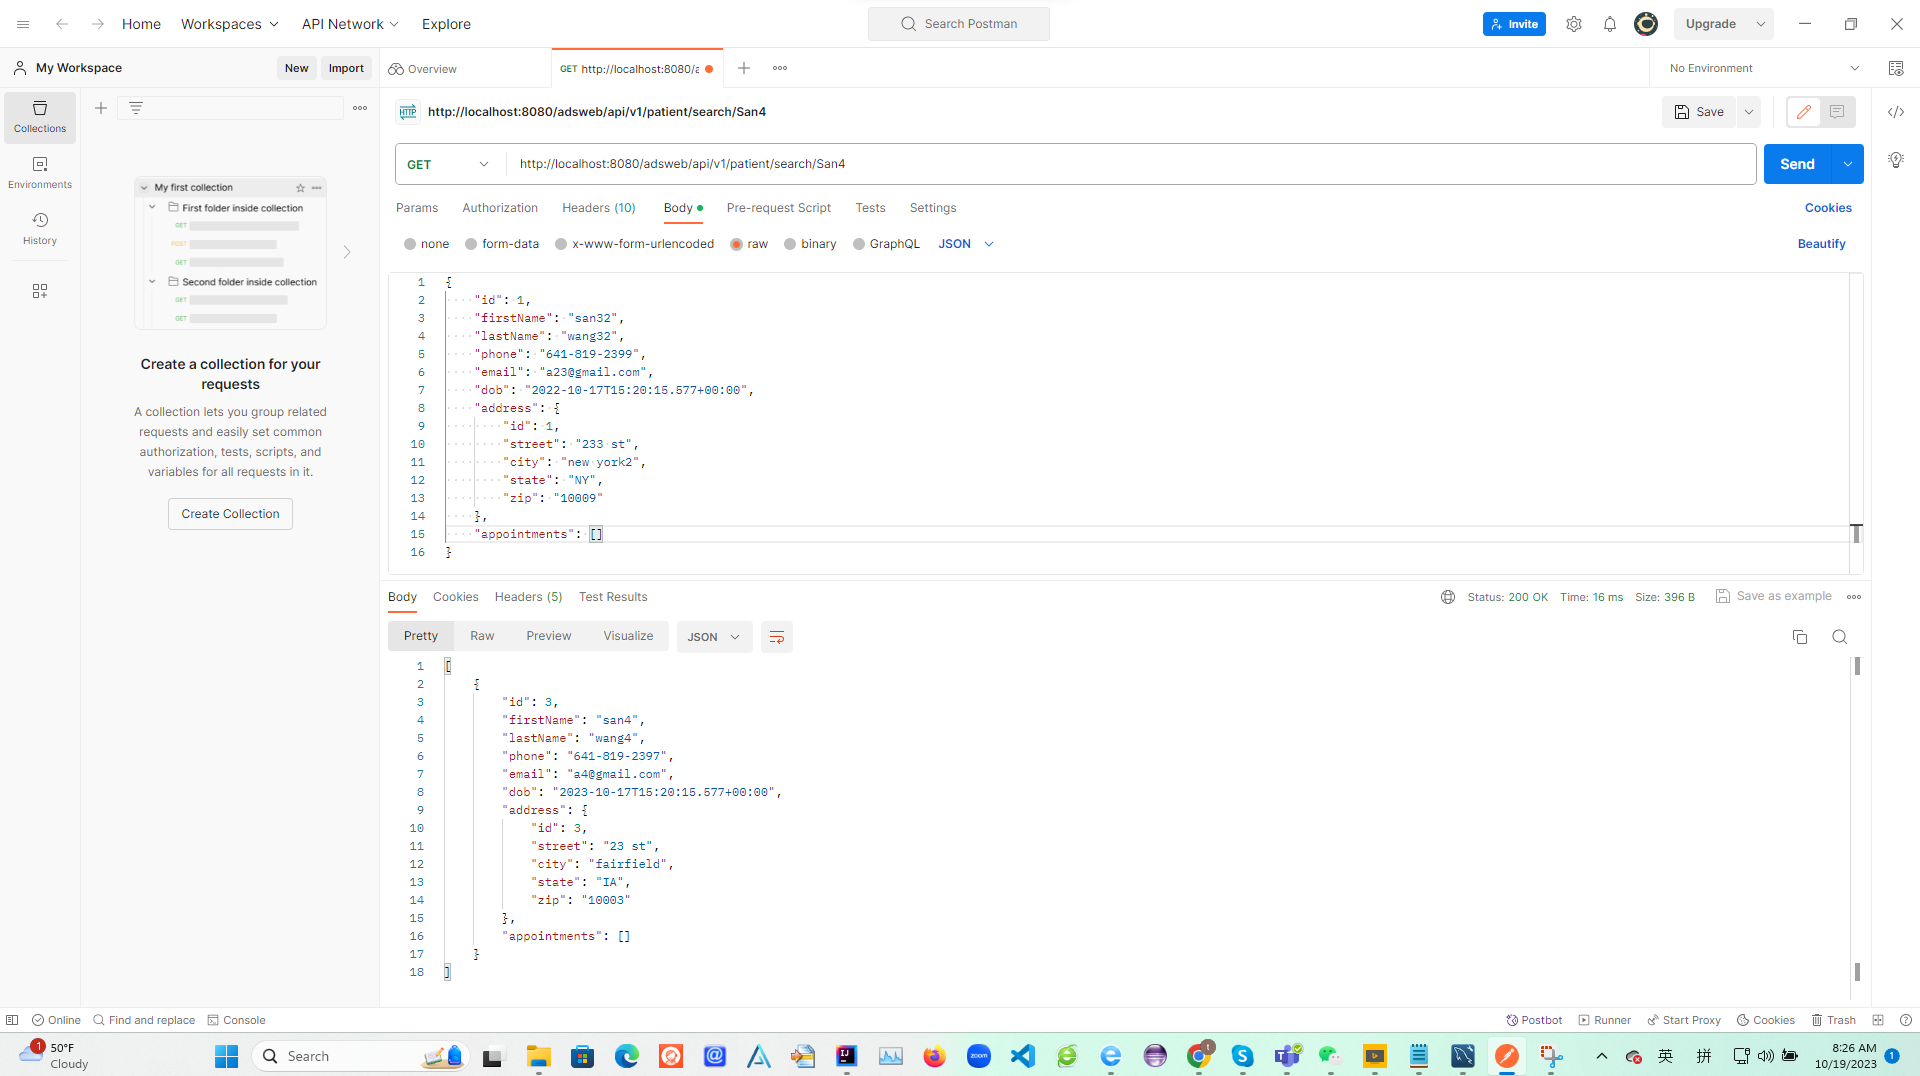 Home Workspaces API Network Explore Search Postman Invite Upgrade
My Workspace New Import Overview GET http://localhost:8080/a No Environment
Collections
Environments
History
My first collection
First folder inside collection
GET
POST
GET
Second folder inside collection
GET
GET
Create a collection for your
requests
A collection lets you group related
requests and easily set common
authorization, tests, scripts, and
variables for all requests in it.
Create Collection
HTTP http://localhost:8080/adsweb/api/v1/patient/search/San4 Save
GET http://localhost:8080/adsweb/api/v1/patient/search/San4 Send
Params Authorization Headers (10) Body Pre-request Script Tests Settings Cookies
none form-data x-www-form-urlencoded raw binary GraphQL JSON Beautify
1 {
2 "id": 1,
3 "firstName": "san32",
4 "lastName": "wang32",
5 "phone": "641-819-2399",
6 "email": "a23@gmail.com",
7 "dob": "2022-10-17T15:20:15.577+00:00",
8 "address": {
9 "id": 1,
10 "street": "233 st",
11 "city": "new york2",
12 "state": "NY",
13 "zip": "10009"
14 },
15 "appointments": []
16 }
Body Cookies Headers (5) Test Results Status: 200 OK Time: 16 ms Size: 396 B Save as example
Pretty Raw Preview Visualize JSON
1 [
2 {
3 "id": 3,
4 "firstName": "san4",
5 "lastName": "wang4",
6 "phone": "641-819-2397",
7 "email": "a4@gmail.com",
8 "dob": "2023-10-17T15:20:15.577+00:00",
9 "address": {
10 "id": 3,
11 "street": "23 st",
12 "city": "fairfield",
13 "state": "IA",
14 "zip": "10003"
15 },
16 "appointments": []
17 }
18 ]
Online Find and replace Console Postbot Runner Start Proxy Cookies Trash
1 50°F
Cloudy
Search
zoom
英 拼
8:26 AM
10/19/2023
1